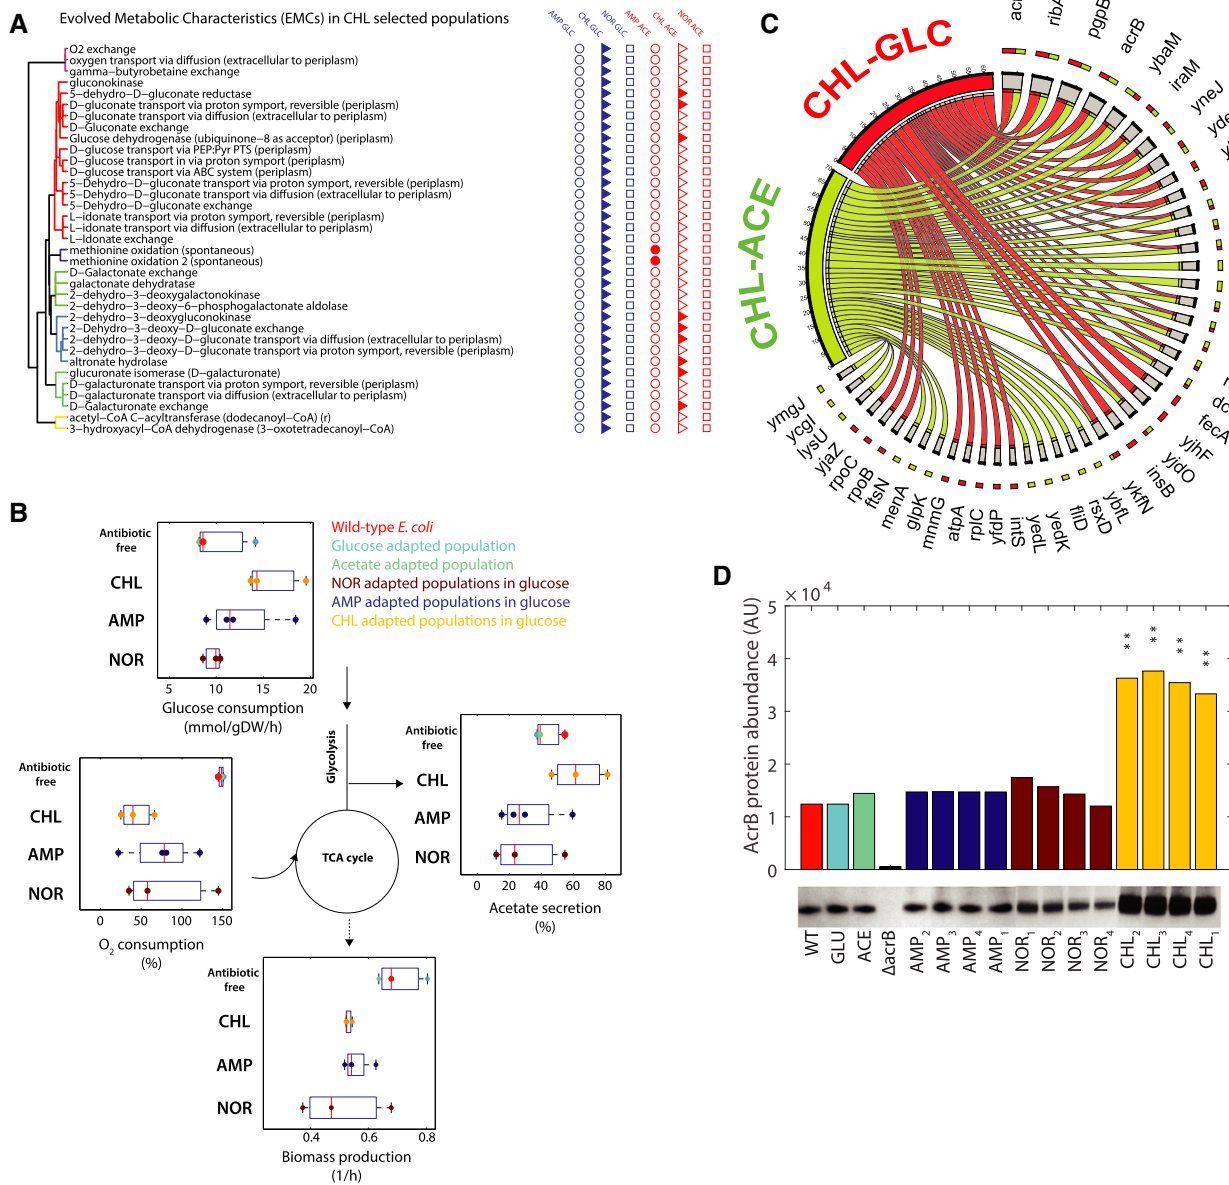 A
Evolved Metabolic Characteristics (EMCs) in CHL selected populations
AMP GLC
CHL GLC
NOR GLC
AMP ACE
CHL ACE
NOR ACE
O2 exchange
oxygen transport via diffusion (extracellular to periplasm)
gamma−butyrobetaine exchange
gluconokinase
5−dehydro−D−gluconate reductase
D−gluconate transport via proton symport, reversible (periplasm)
D−gluconate transport via diffusion (extracellular to periplasm)
D−Gluconate exchange
Glucose dehydrogenase (ubiquinone−8 as acceptor) (periplasm)
D−glucose transport via PEP:Pyr PTS (periplasm)
D−glucose transport in via proton symport (periplasm)
D−glucose transport via ABC system (periplasm)
5−Dehydro−D−gluconate transport via proton symport, reversible (periplasm)
5−Dehydro−D−gluconate transport via diffusion (extracellular to periplasm)
5−Dehydro−D−gluconate exchange
L−idonate transport via proton symport, reversible (periplasm)
L−idonate transport via diffusion (extracellular to periplasm)
L−Idonate exchange
methionine oxidation (spontaneous)
methionine oxidation 2 (spontaneous)
D−Galactonate exchange
galactonate dehydratase
2−dehydro−3−deoxygalactonokinase
2−dehydro−3−deoxy−6−phosphogalactonate aldolase
2−dehydro−3−deoxygluconokinase
2−Dehydro−3−deoxy−D−gluconate exchange
2−dehydro−3−deoxy−D−gluconate transport via diffusion (extracellular to periplasm)
2−dehydro−3−deoxy−D−gluconate transport via proton symport, reversible (periplasm)
altronate hydrolase
glucuronate isomerase (D−galacturonate)
D−galacturonate transport via proton symport, reversible (periplasm)
D−galacturonate transport via diffusion (extracellular to periplasm)
D−Galacturonate exchange
acetyl−CoA C−acyltransferase (dodecanoyl−CoA) (r)
3−hydroxyacyl−CoA dehydrogenase (3−oxotetradecanoyl−CoA)
B
Antibiotic
free
CHL
AMP
NOR
5 10 15 20
Glucose consumption
(mmol/gDW/h)
Wild-type E. coli
Glucose adapted population
Acetate adapted population
NOR adapted populations in glucose
AMP adapted populations in glucose
CHL adapted populations in glucose
Glycolysis
TCA cycle
Antibiotic
free
CHL
AMP
NOR
0 50 100 150
O2 consumption
(%)
Antibiotic
free
CHL
AMP
NOR
0 20 40 60 80
Acetate secretion
(%)
Antibiotic
free
CHL
AMP
NOR
0.4 0.6 0.8
Biomass production
(1/h)
C
CHL-GLC
CHL-ACE
ribA
pgpB
acrB
ybaM
iraM
yneJ
fecA
yjhF
yjdO
insB
ykfN
ybfL
rsxD
fliD
yedK
yedL
intS
yfdP
rplC
atpA
mmmG
glpK
menA
ftsN
rpoB
rpoC
yjaZ
lysU
ycgI
ymgJ
D
×10^4
AcrB protein abundance (AU)
5
4
3
2
1
0
**
**
**
**
WT
GLU
ACE
ΔacrB
AMP2
AMP3
AMP4
AMP1
NOR1
NOR2
NOR3
NOR4
CHL2
CHL3
CHL4
CHL1